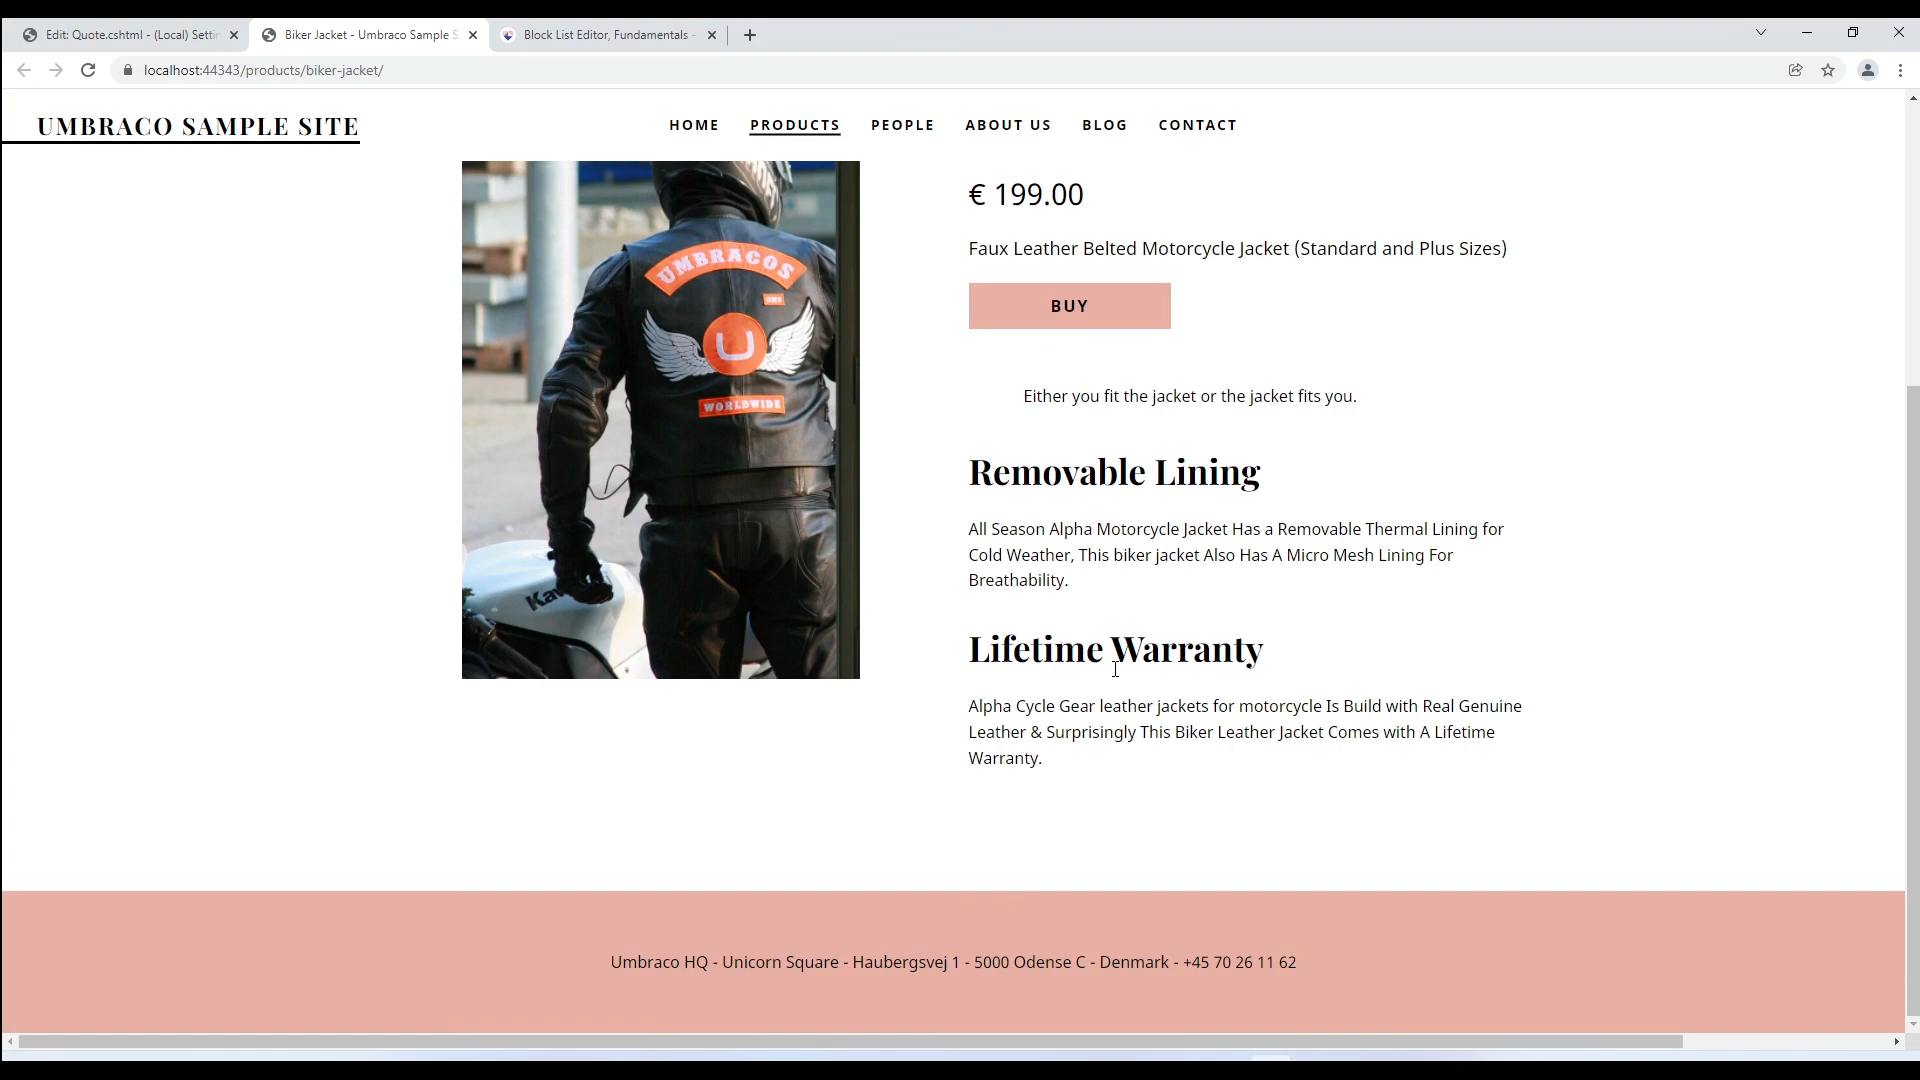 Edit: Quote.cshtml - (Local) Settin
Biker Jacket - Umbraco Sample S
Block List Editor, Fundamentals -
localhost:44343/products/biker-jacket/
UMBRACO SAMPLE SITE
HOME
PRODUCTS
PEOPLE
ABOUT US
BLOG
CONTACT
UMBRACOS
CMS
U
WORLDWIDE
Kaw
€ 199.00
Faux Leather Belted Motorcycle Jacket (Standard and Plus Sizes)
BUY
Either you fit the jacket or the jacket fits you.
Removable Lining
All Season Alpha Motorcycle Jacket Has a Removable Thermal Lining for
Cold Weather, This biker jacket Also Has A Micro Mesh Lining For
Breathability.
Lifetime Warranty
Alpha Cycle Gear leather jackets for motorcycle Is Build with Real Genuine
Leather & Surprisingly This Biker Leather Jacket Comes with A Lifetime
Warranty.
Umbraco HQ - Unicorn Square - Haubergsvej 1 - 5000 Odense C - Denmark - +45 70 26 11 62